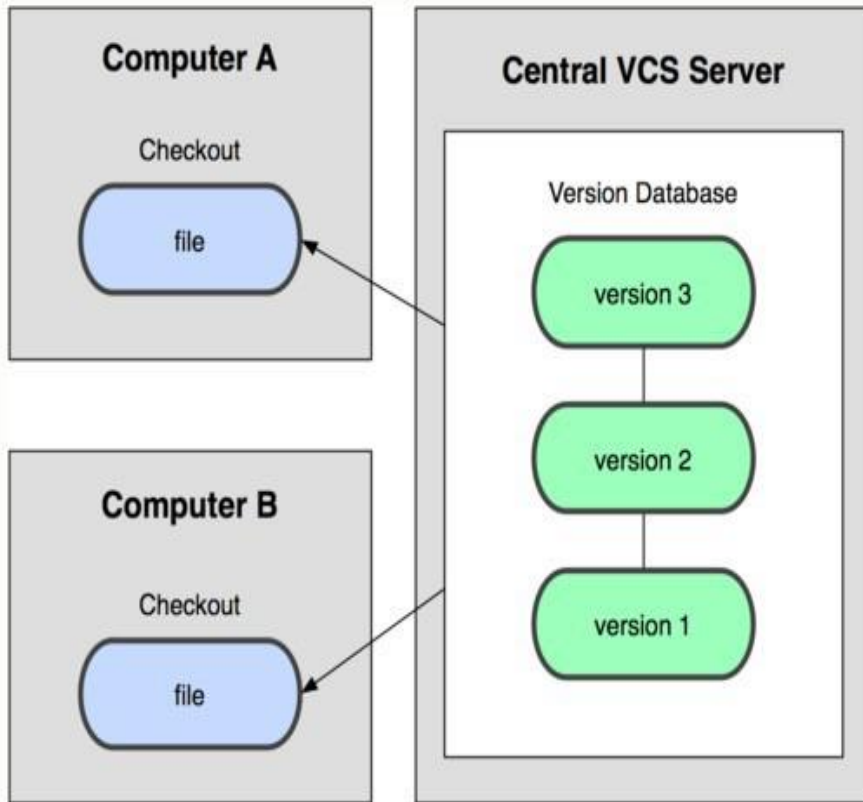 Computer A
Checkout
file
Computer B
Checkout
file
Central VCS Server
Version Database
version 3
version 2
version 1